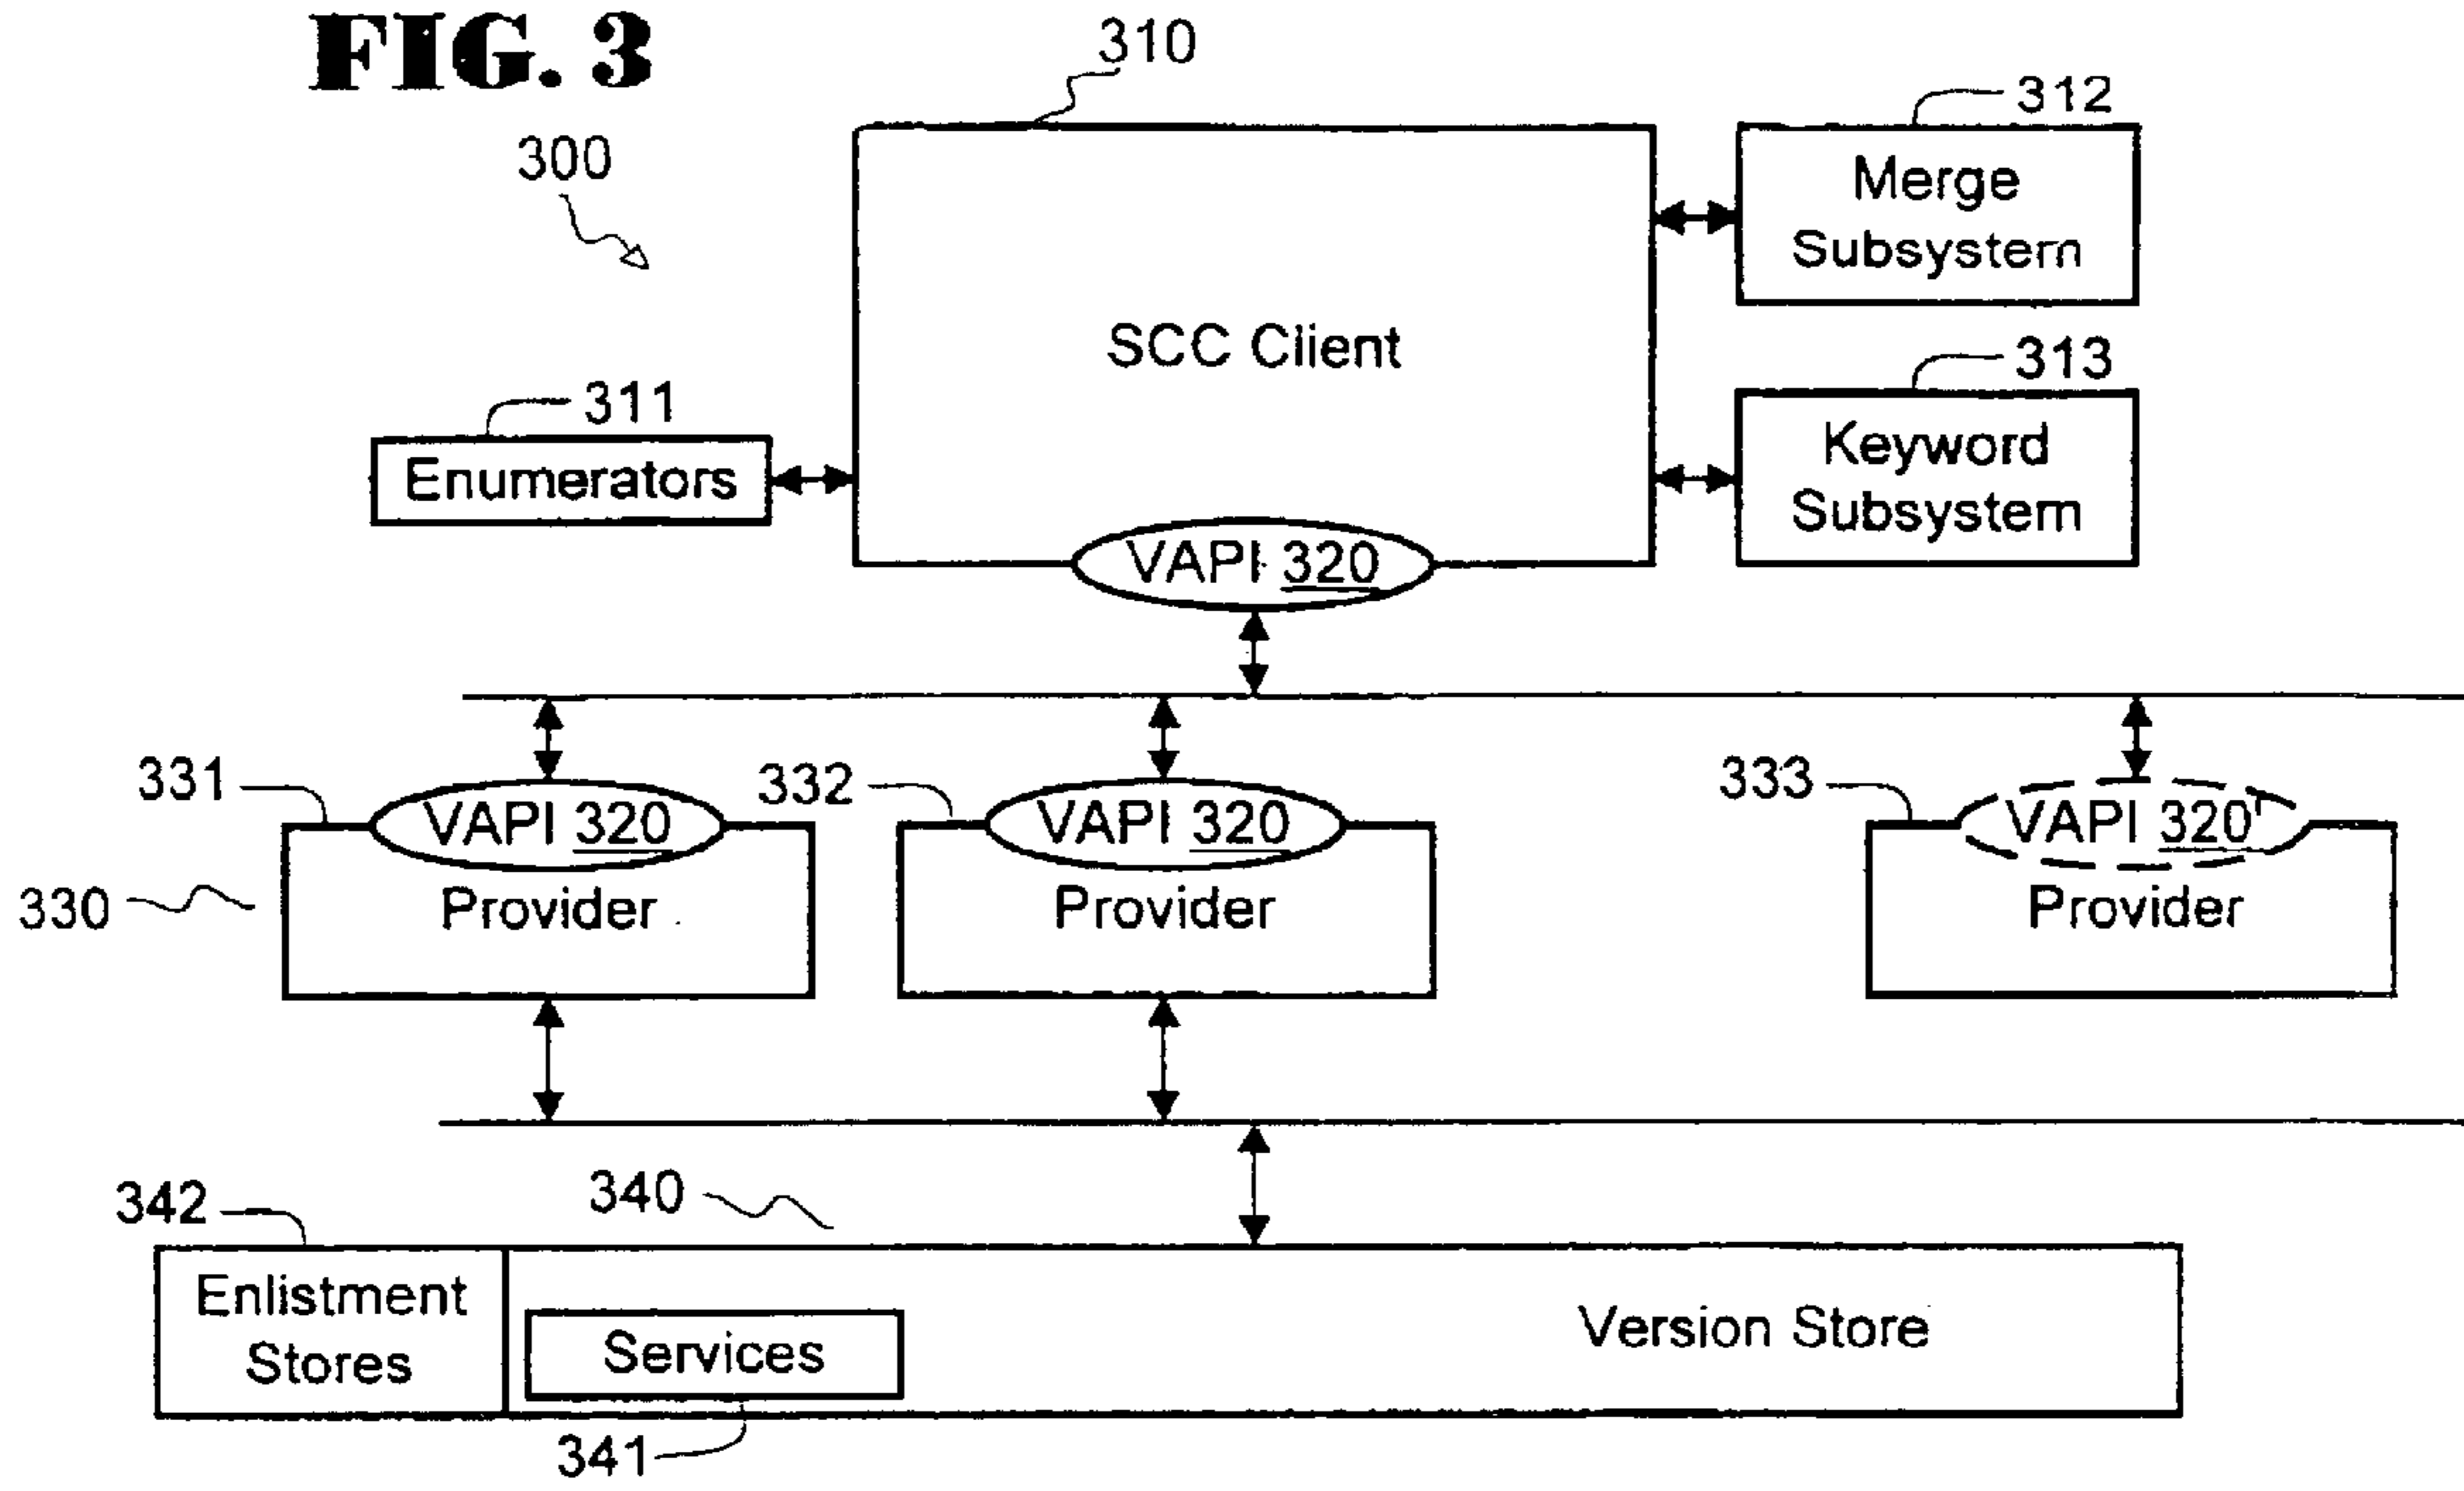 FIG. 3
310
312
300
Merge
Subsystem
SCC Client
313
311
Keyword
Subsystem
Enumerators
VAPI 320
331
332
333
VAPI 320
VAPI 320
VAPI 320'
330
Provider
Provider
Provider
342
340
Enlistment
Stores
Services
Version Store
341